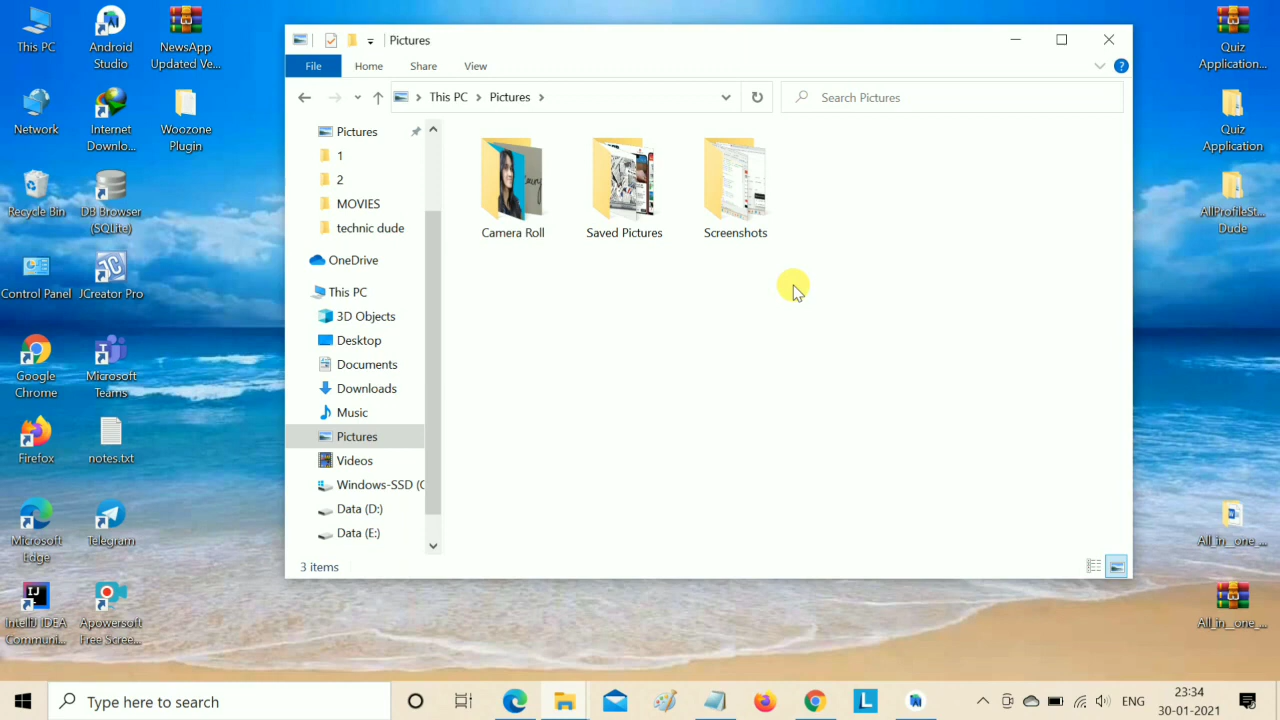 This PC
Android
Studio
NewsApp
Updated Ve...
Network
Internet
Downlo...
Woozone
Plugin
Recycle Bin
DB Browser
(SQLite)
Control Panel
JCreator Pro
Google
Chrome
Microsoft
Teams
Firefox
notes.txt
Microsoft
Edge
Telegram
IntelliJ IDEA
Communi...
Apowersoft
Free Scree...
Pictures
File
Home
Share
View
This PC
Pictures
Search Pictures
Pictures
1
2
MOVIES
technic dude
OneDrive
This PC
3D Objects
Desktop
Documents
Downloads
Music
Pictures
Videos
Windows-SSD (C
Data (D:)
Data (E:)
Camera Roll
Saved Pictures
Screenshots
3 items
Quiz
Application...
Quiz
Application
AllProfileSt...
Dude
All_in__one_...
All_in__one_...
Type here to search
L
ENG
23:34
30-01-2021